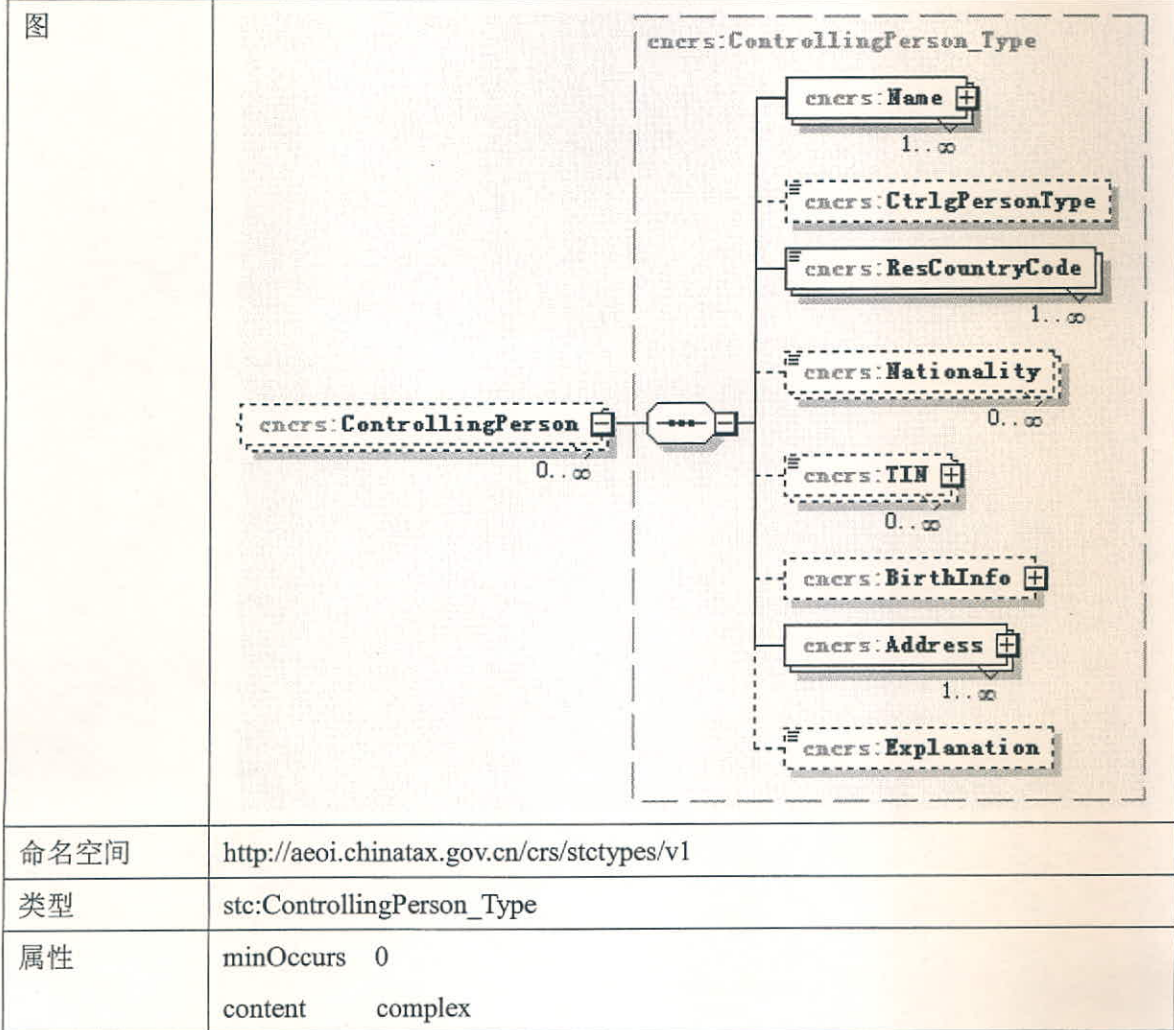 图
cncrs:ControllingPerson_Type
cncrs:Name
1..∞
cncrs:CtrlgPersonType
cncrs:ResCountryCode
1..∞
cncrs:Nationality
0..∞
cncrs:ControllingPerson
0..∞
cncrs:TIN
0..∞
cncrs:BirthInfo
cncrs:Address
1..∞
cncrs:Explanation
命名空间 http://aeoi.chinatax.gov.cn/crs/stctypes/v1
类型 stc:ControllingPerson_Type
属性 minOccurs 0
content complex